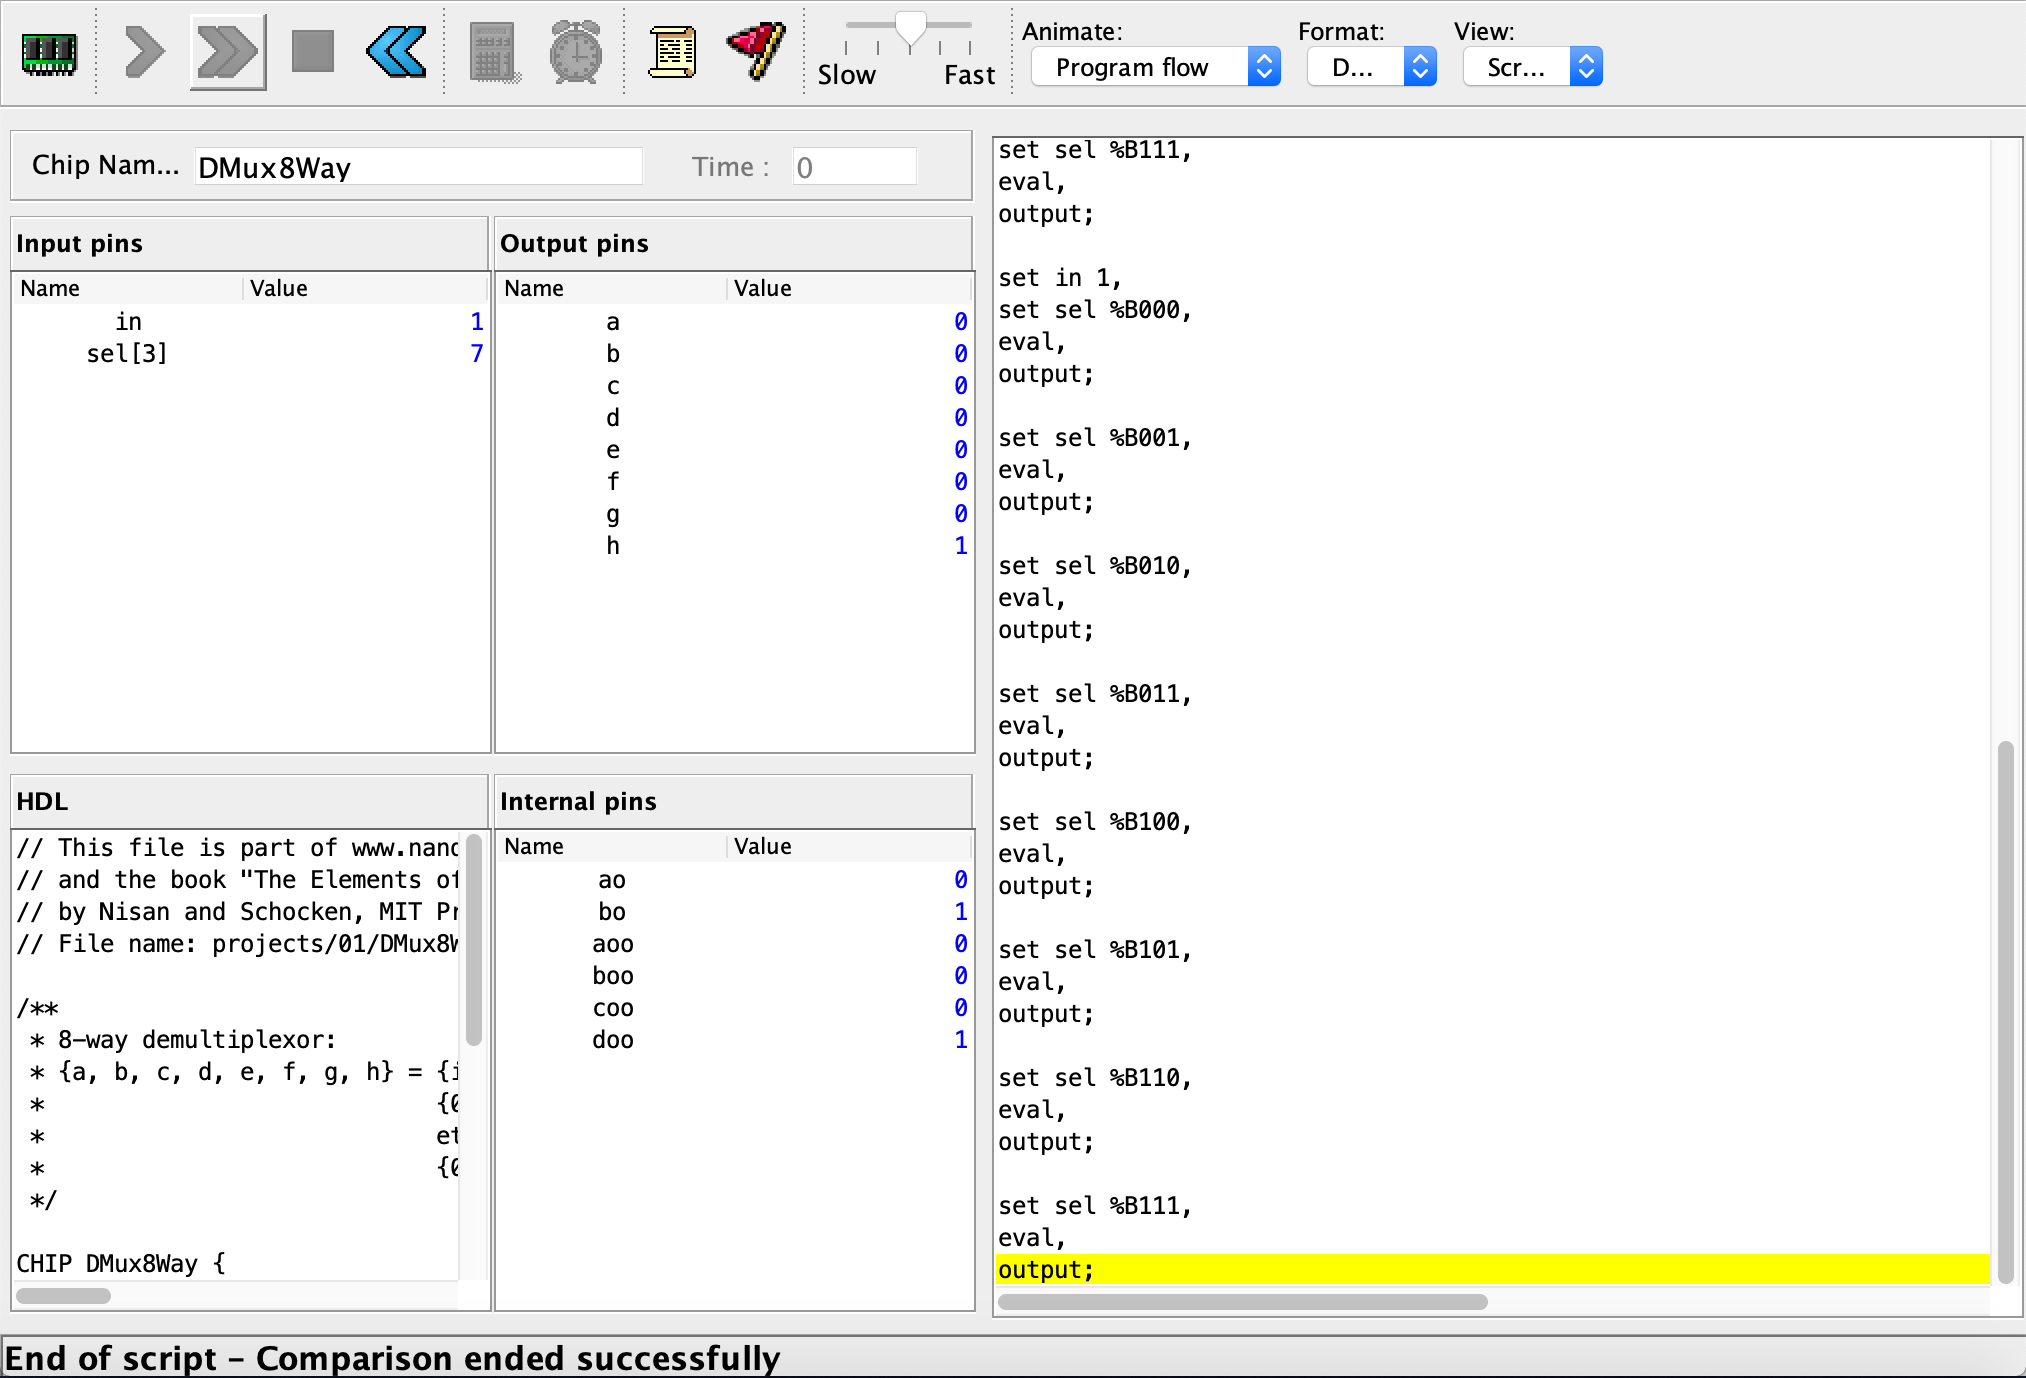 Slow Fast
Animate:
Program flow
Format:
D...
View:
Scr...
Chip Nam... DMux8Way Time : 0
Input pins
Name Value
in 1
sel[3] 7
Output pins
Name Value
a 0
b 0
c 0
d 0
e 0
f 0
g 0
h 1
HDL
// This file is part of www.nand
// and the book "The Elements of
// by Nisan and Schocken, MIT Pr
// File name: projects/01/DMux8W
/**
* 8-way demultiplexor:
* {a, b, c, d, e, f, g, h} = {i
* {0
* et
* {0
*/
CHIP DMux8Way {
Internal pins
Name Value
ao 0
bo 1
aoo 0
boo 0
coo 0
doo 1
set sel %B111,
eval,
output;
set in 1,
set sel %B000,
eval,
output;
set sel %B001,
eval,
output;
set sel %B010,
eval,
output;
set sel %B011,
eval,
output;
set sel %B100,
eval,
output;
set sel %B101,
eval,
output;
set sel %B110,
eval,
output;
set sel %B111,
eval,
output;
End of script – Comparison ended successfully